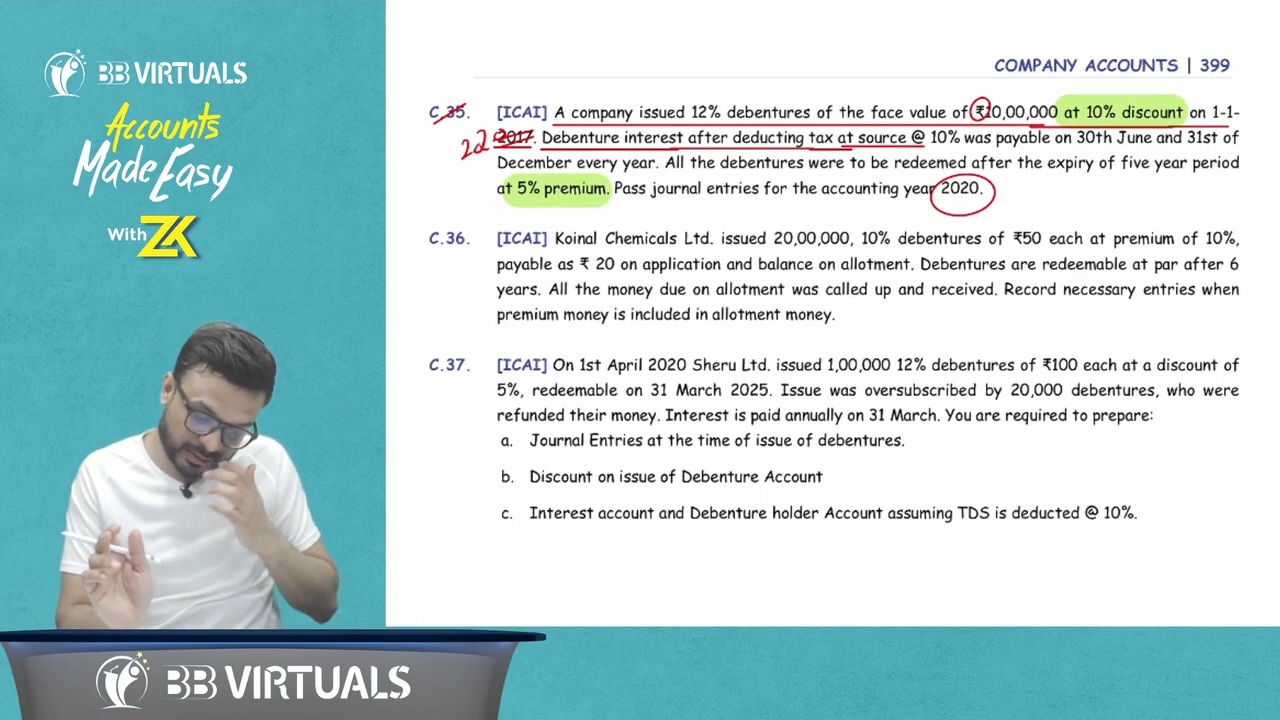 BB VIRTUALS
Accounts
Made Easy
With ZK
COMPANY ACCOUNTS | 399
C.35. [ICAI] A company issued 12% debentures of the face value of ₹10,00,000 at 10% discount on 1-1-
2017. Debenture interest after deducting tax at source @ 10% was payable on 30th June and 31st of
December every year. All the debentures were to be redeemed after the expiry of five year period
at 5% premium. Pass journal entries for the accounting year 2020.
C.36. [ICAI] Koinal Chemicals Ltd. issued 20,00,000, 10% debentures of ₹50 each at premium of 10%,
payable as ₹ 20 on application and balance on allotment. Debentures are redeemable at par after 6
years. All the money due on allotment was called up and received. Record necessary entries when
premium money is included in allotment money.
C.37. [ICAI] On 1st April 2020 Sheru Ltd. issued 1,00,000 12% debentures of ₹100 each at a discount of
5%, redeemable on 31 March 2025. Issue was oversubscribed by 20,000 debentures, who were
refunded their money. Interest is paid annually on 31 March. You are required to prepare:
a. Journal Entries at the time of issue of debentures.
b. Discount on issue of Debenture Account
c. Interest account and Debenture holder Account assuming TDS is deducted @ 10%.
BB VIRTUALS